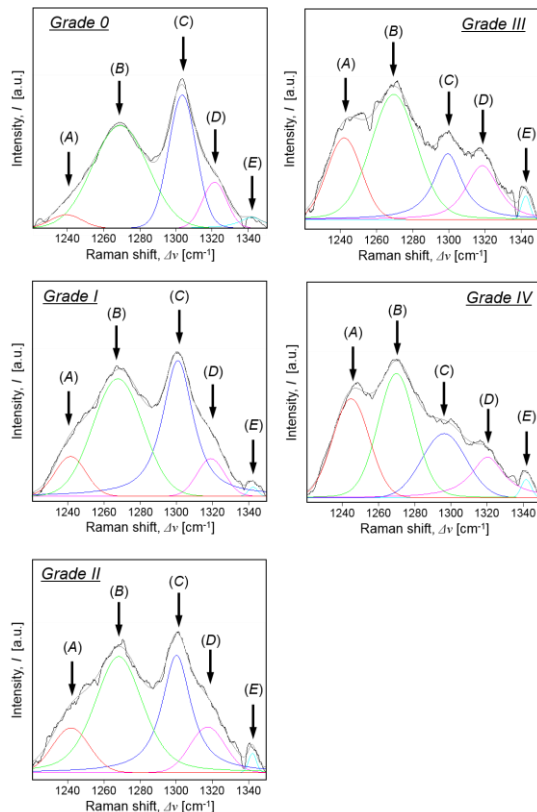 Grade 0
(A)
(B)
(C)
(D)
(E)
Intensity, I [a.u.]
1240 1260 1280 1300 1320 1340
Raman shift, Δν [cm⁻¹]
Grade III
(A)
(B)
(C)
(D)
(E)
Intensity, I [a.u.]
1240 1260 1280 1300 1320 1340
Raman shift, Δν [cm⁻¹]
Grade I
(A)
(B)
(C)
(D)
(E)
Intensity, I [a.u.]
1240 1260 1280 1300 1320 1340
Raman shift, Δν [cm⁻¹]
Grade IV
(A)
(B)
(C)
(D)
(E)
Intensity, I [a.u.]
1240 1260 1280 1300 1320 1340
Raman shift, Δν [cm⁻¹]
Grade II
(A)
(B)
(C)
(D)
(E)
Intensity, I [a.u.]
1240 1260 1280 1300 1320 1340
Raman shift, Δν [cm⁻¹]